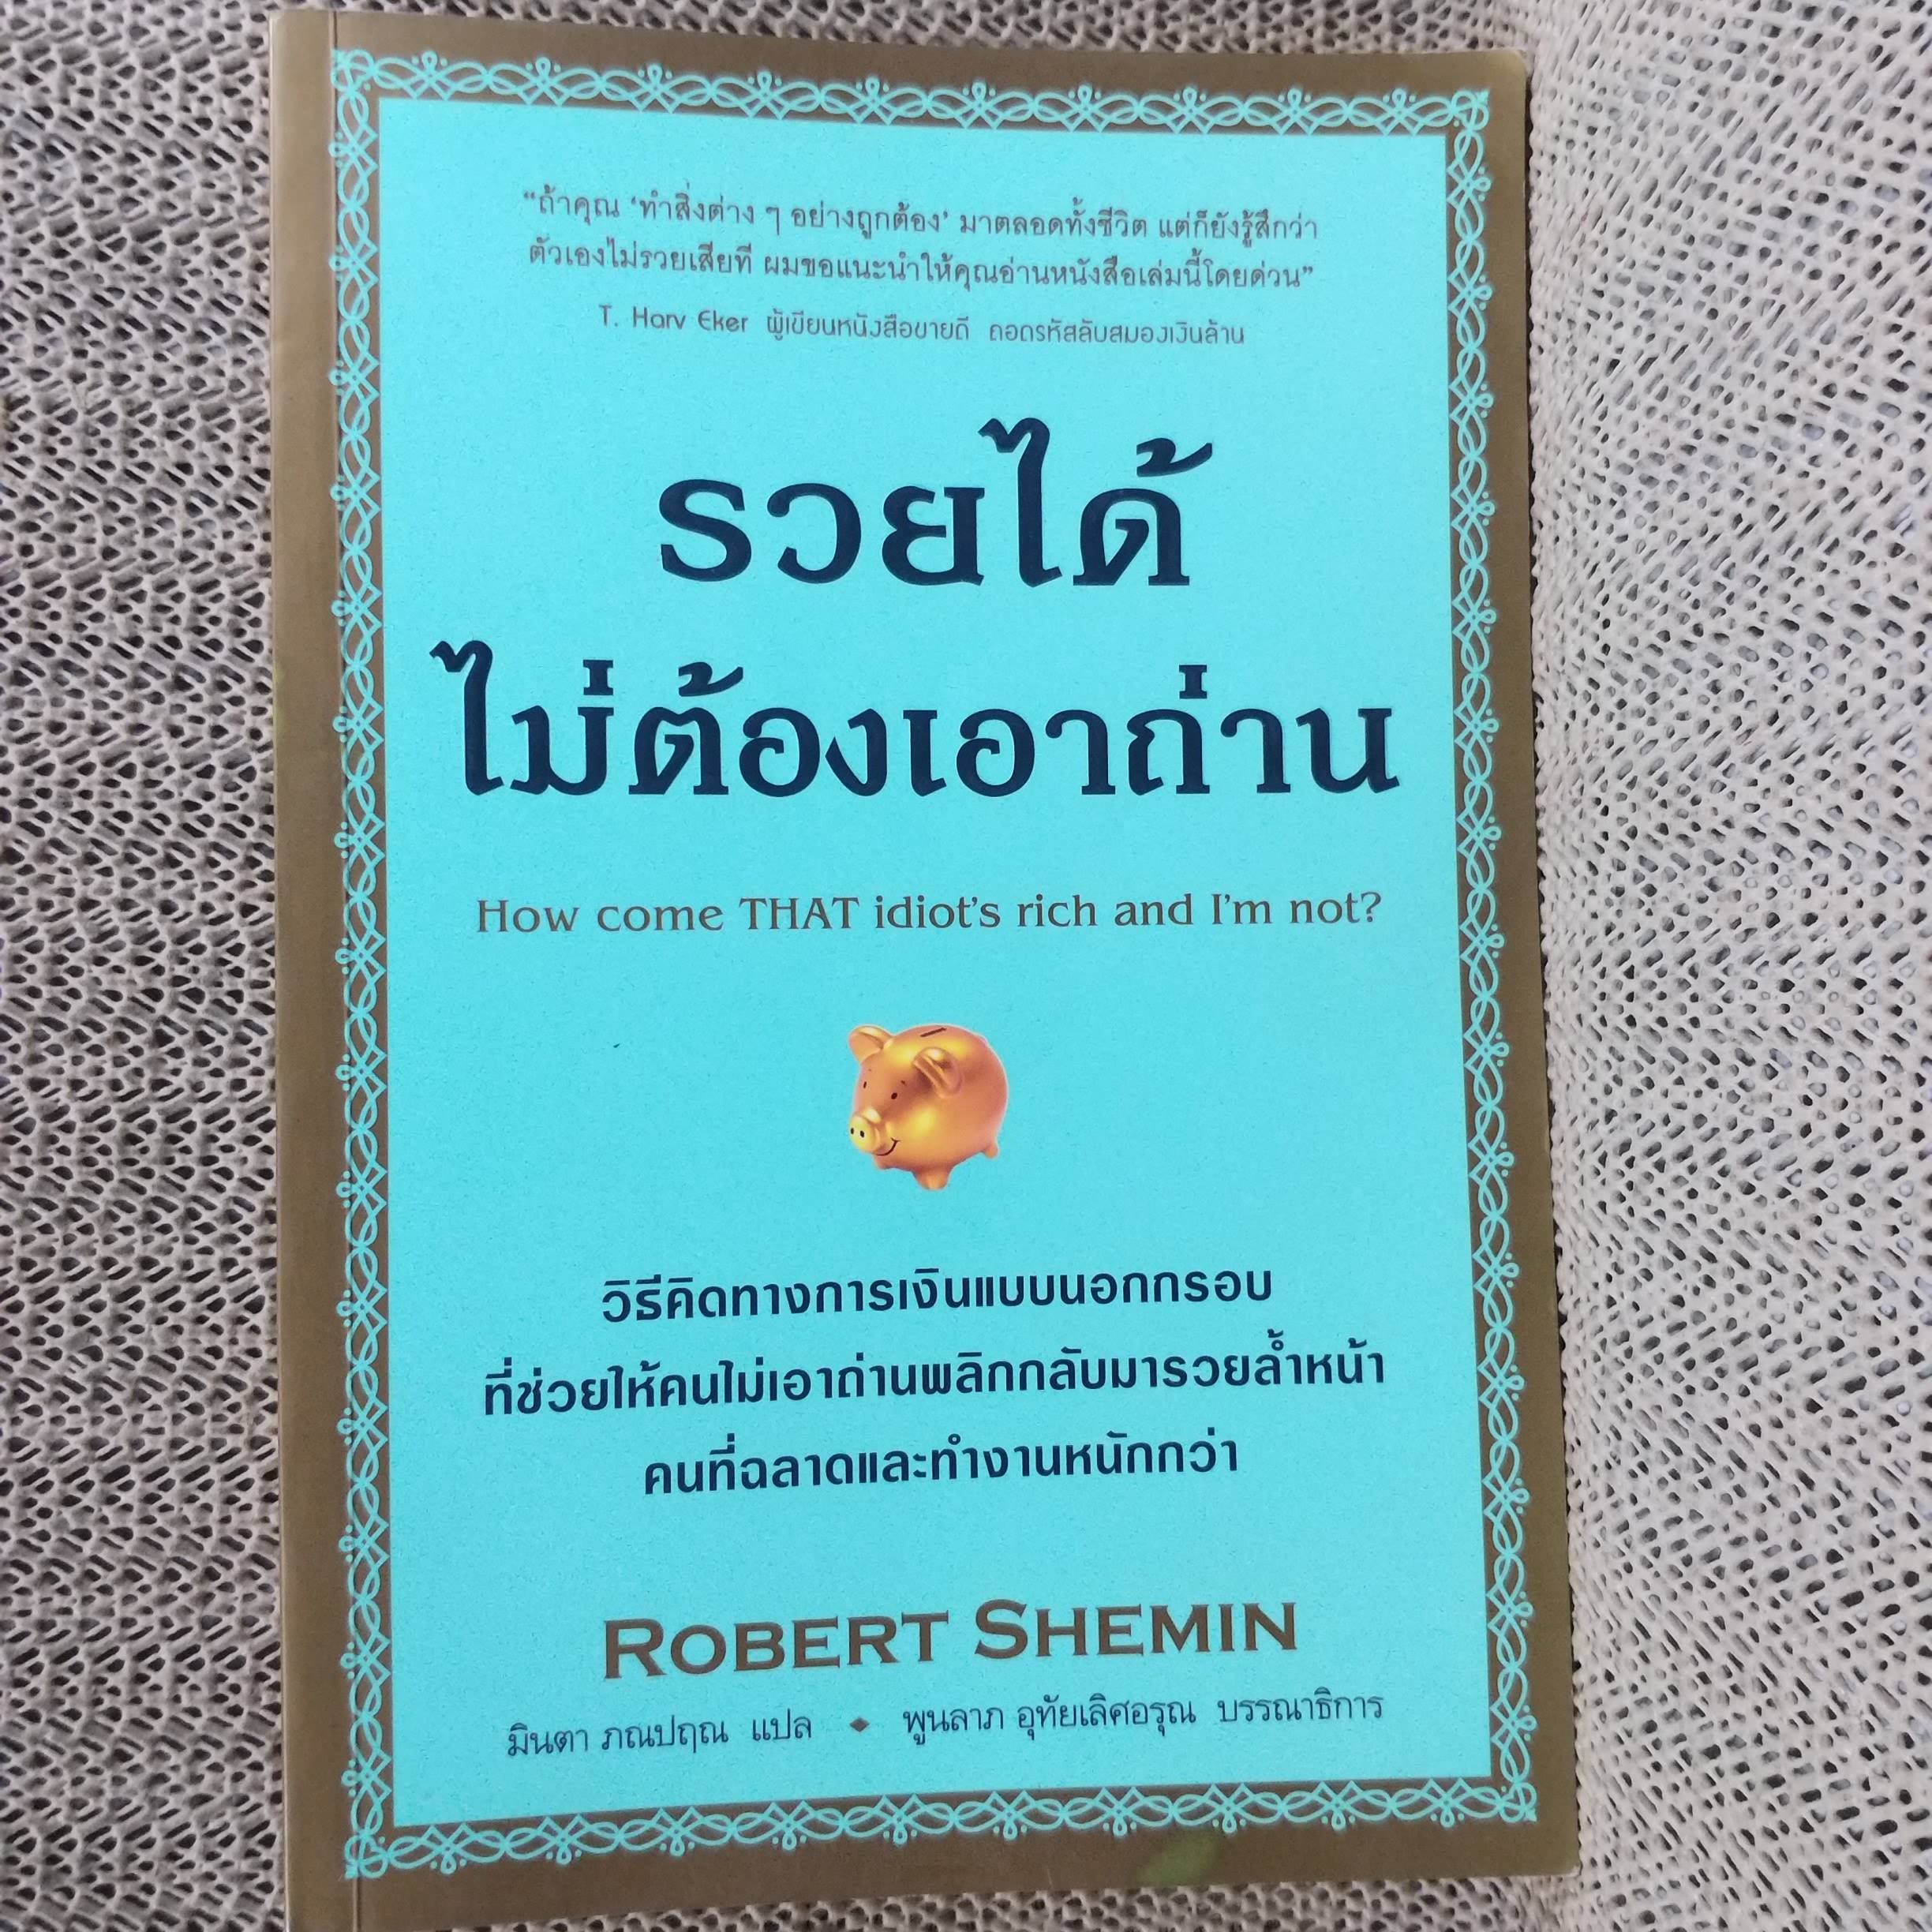 “ถ้าคุณ ‘ทำสิ่งต่าง ๆ อย่างถูกต้อง’ มาตลอดทั้งชีวิต แต่ก็ยังรู้สึกว่า
ตัวเองไม่รวยเสียที ผมขอแนะนำให้คุณอ่านหนังสือเล่มนี้โดยด่วน”
T. Harv Eker ผู้เขียนหนังสือขายดี ถอดรหัสลับสมองเงินล้าน
รวยได้
ไม่ต้องเอาถ่าน
How come THAT idiot's rich and I'm not?
วิธีคิดทางการเงินแบบนอกกรอบ
ที่ช่วยให้คนไม่เอาถ่านพลิกกลับมารวยล้ำหน้า
คนที่ฉลาดและทำงานหนักกว่า
ROBERT SHEMIN
มินตา ภณปฤณ แปล ◆ พูนลาภ อุทัยเลิศอรุณ บรรณาธิการ